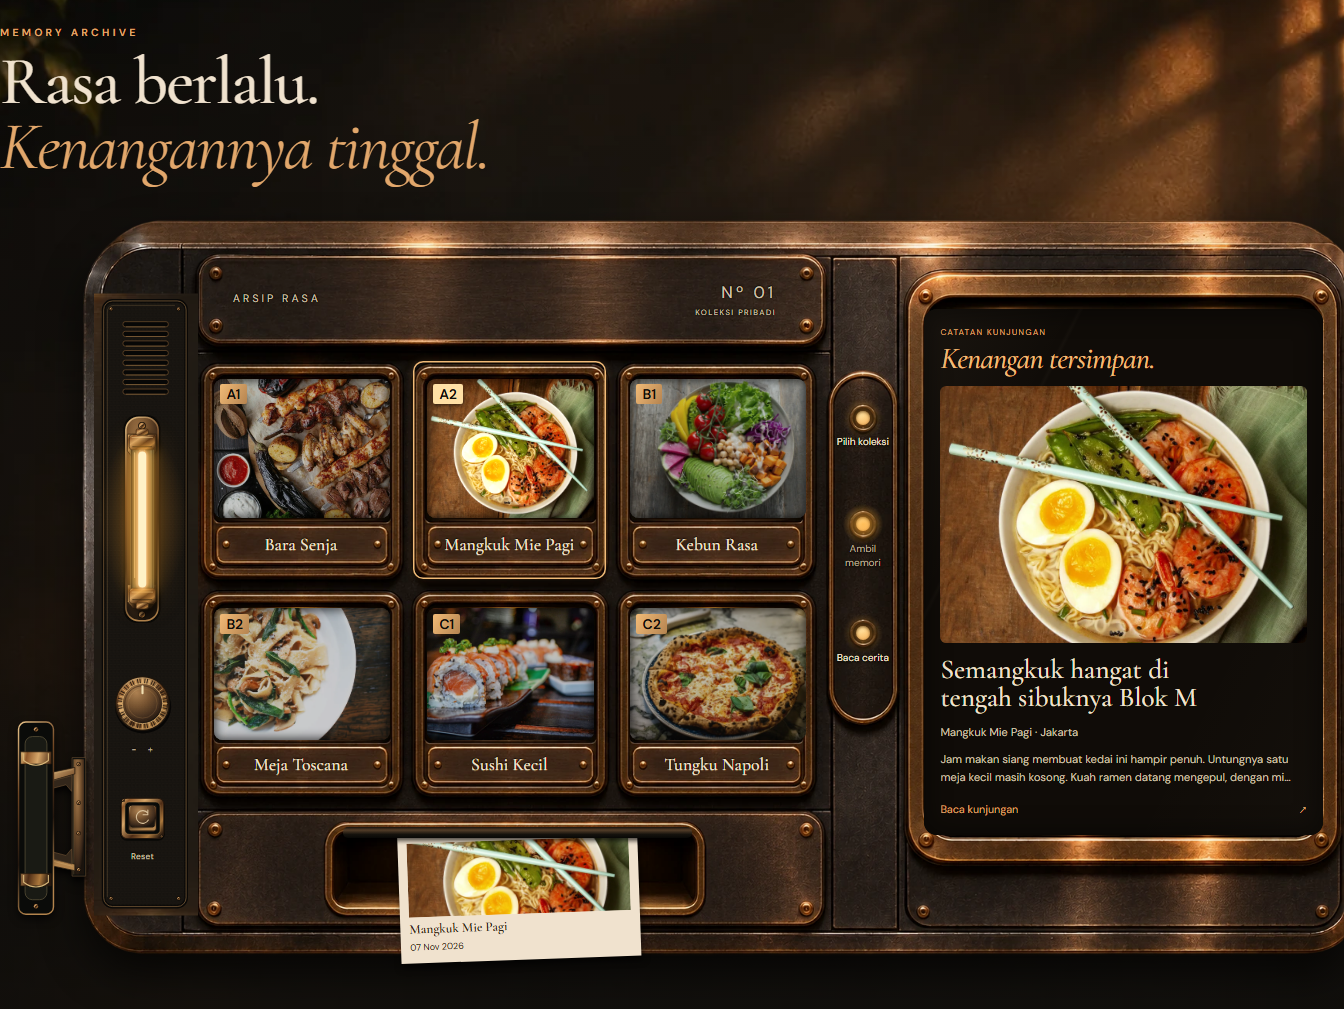 MEMORY ARCHIVE
Rasa berlalu.
Kenangannya tinggal.
ARSIP RASA
Nº 01
KOLEKSI PRIBADI
A1
Bara Senja
A2
Mangkuk Mie Pagi
B1
Kebun Rasa
B2
Meja Toscana
C1
Sushi Kecil
C2
Tungku Napoli
- +
Reset
Pilih koleksi
Ambil
memori
Baca cerita
Mangkuk Mie Pagi
07 Nov 2026
CATATAN KUNJUNGAN
Kenangan tersimpan.
Semangkuk hangat di
tengah sibuknya Blok M
Mangkuk Mie Pagi · Jakarta
Jam makan siang membuat kedai ini hampir penuh. Untungnya satu
meja kecil masih kosong. Kuah ramen datang mengepul, dengan mi...
Baca kunjungan ↗